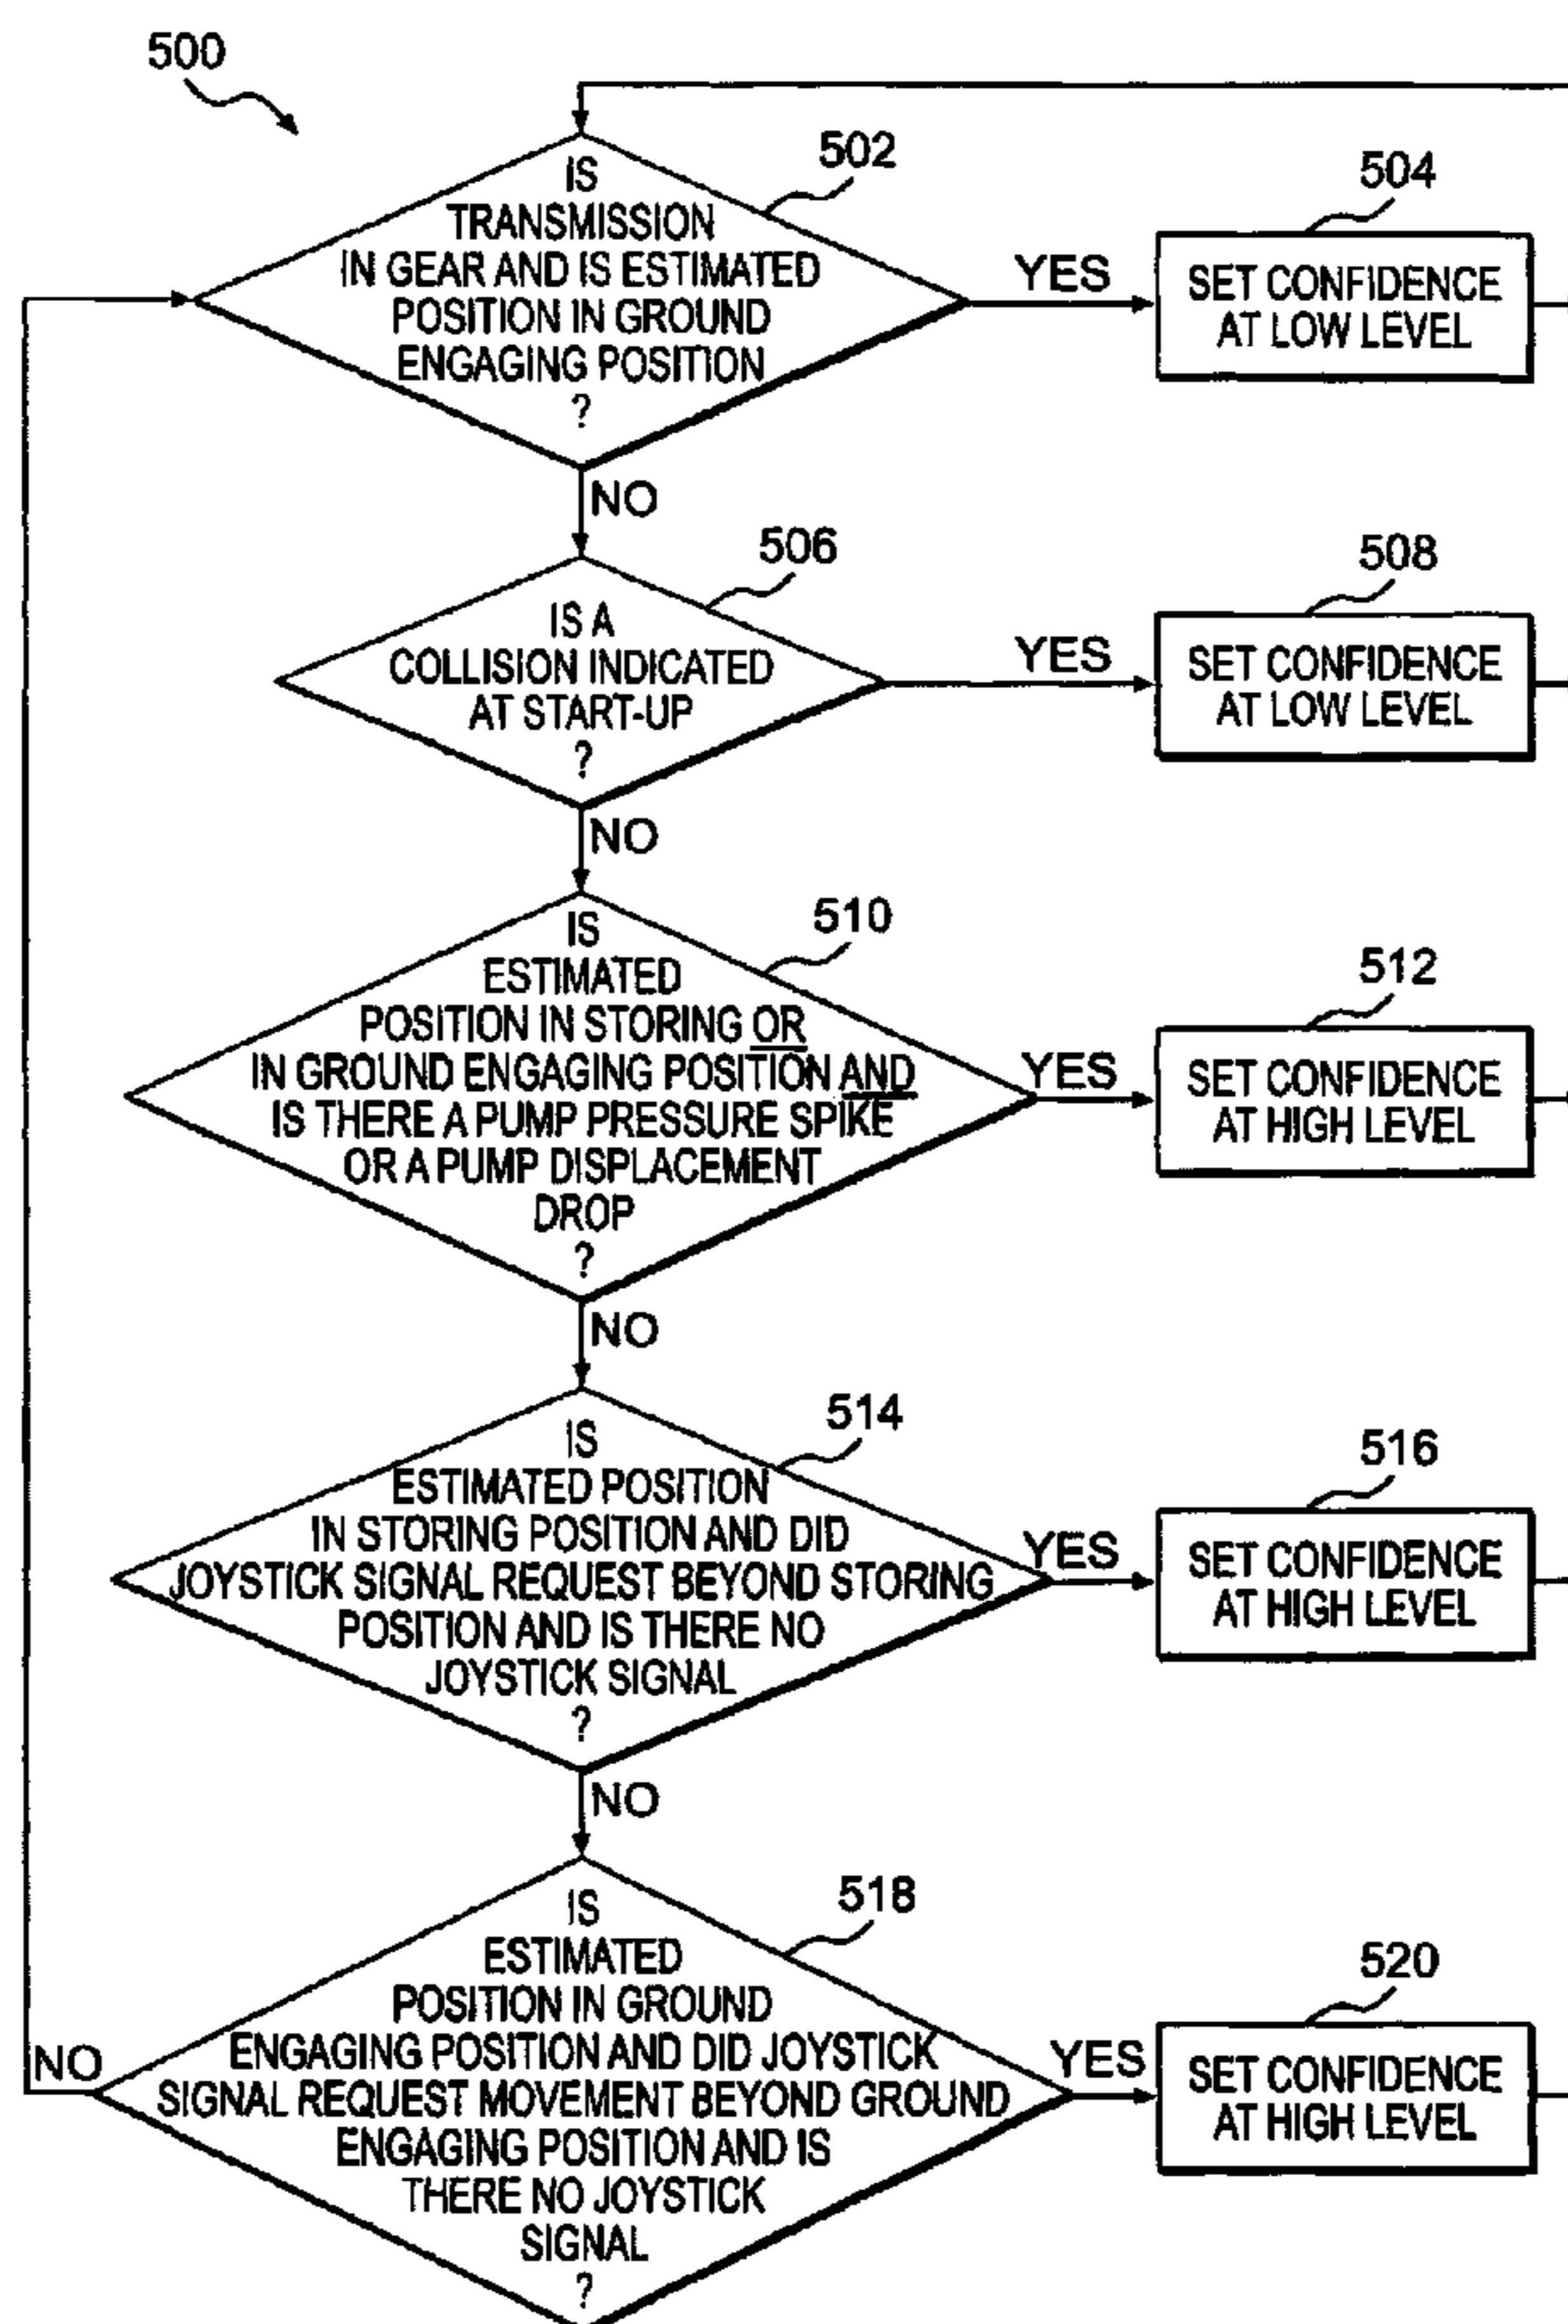 500
502
IS
TRANSMISSION
IN GEAR AND IS ESTIMATED
POSITION IN GROUND
ENGAGING POSITION
?
YES
504
SET CONFIDENCE
AT LOW LEVEL
NO
506
IS A
COLLISION INDICATED
AT START-UP
?
YES
508
SET CONFIDENCE
AT LOW LEVEL
NO
510
IS
ESTIMATED
POSITION IN STORING OR
IN GROUND ENGAGING POSITION AND
IS THERE A PUMP PRESSURE SPIKE
OR A PUMP DISPLACEMENT
DROP
?
YES
512
SET CONFIDENCE
AT HIGH LEVEL
NO
514
IS
ESTIMATED POSITION
IN STORING POSITION AND DID
JOYSTICK SIGNAL REQUEST BEYOND STORING
POSITION AND IS THERE NO
JOYSTICK SIGNAL
?
YES
516
SET CONFIDENCE
AT HIGH LEVEL
NO
518
IS
ESTIMATED
POSITION IN GROUND
ENGAGING POSITION AND DID JOYSTICK
SIGNAL REQUEST MOVEMENT BEYOND GROUND
ENGAGING POSITION AND IS
THERE NO JOYSTICK
SIGNAL
?
YES
520
SET CONFIDENCE
AT HIGH LEVEL
NO